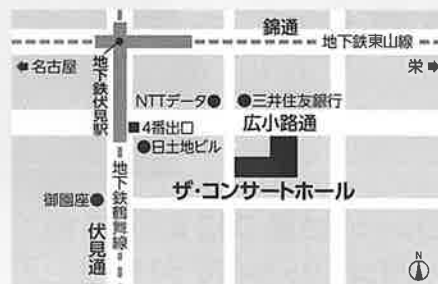 錦通
地下鉄東山線
名古屋
栄
地下鉄伏見駅
NTTデータ
三井住友銀行
4番出口
広小路通
日土地ビル
ザ・コンサートホール
地下鉄鶴舞線
御園座
伏見通
N